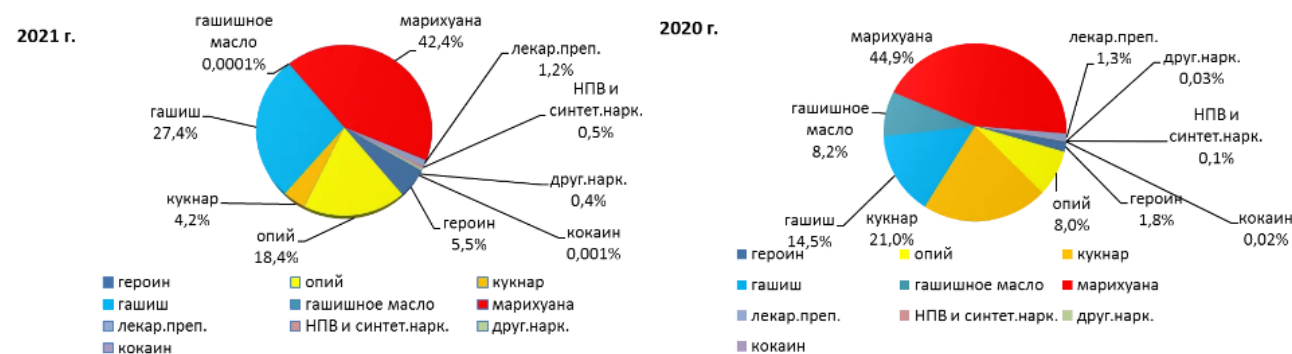 2021 г.
гашишное
масло
0,0001%
марихуана
42,4%
лекар.преп.
1,2%
НПВ и
синтет.нарк.
0,5%
друг.нарк.
0,4%
кокаин
0,001%
героин
5,5%
опий
18,4%
кукнар
4,2%
гашиш
27,4%
героин
опий
кукнар
гашиш
гашишное масло
марихуана
лекар.преп.
НПВ и синтет.нарк.
друг.нарк.
кокаин
2020 г.
марихуана
44,9%
лекар.преп.
1,3%
друг.нарк.
0,03%
НПВ и
синтет.нарк.
0,1%
кокаин
0,02%
героин
1,8%
опий
8,0%
кукнар
21,0%
гашиш
14,5%
гашишное
масло
8,2%
героин
опий
кукнар
гашиш
гашишное масло
марихуана
лекар.преп.
НПВ и синтет.нарк.
друг.нарк.
кокаин